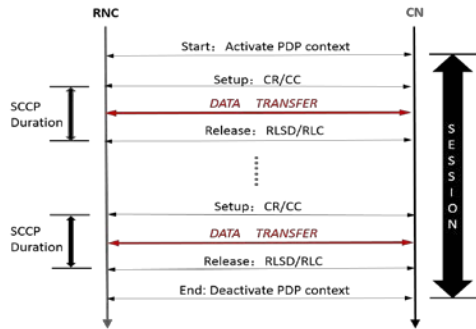 RNC CN
Start: Activate PDP context
Setup: CR/CC
SCCP
Duration
DATA TRANSFER
Release: RLSD/RLC
Setup: CR/CC
SCCP
Duration
DATA TRANSFER
Release: RLSD/RLC
End: Deactivate PDP context
SESSION